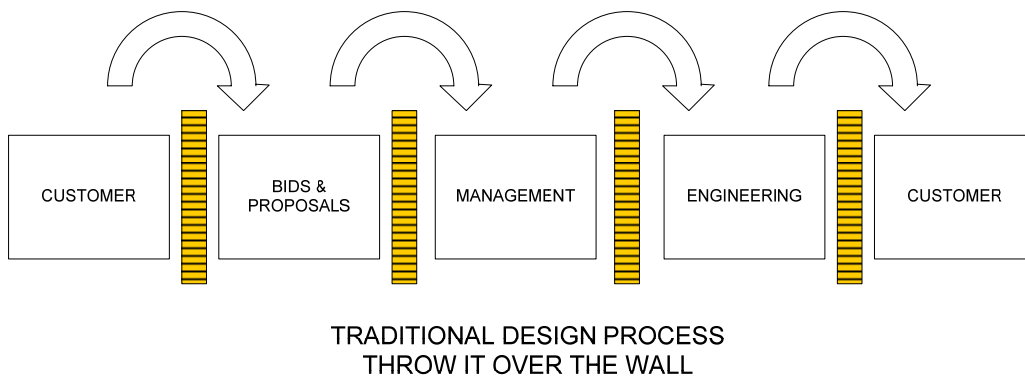 CUSTOMER
BIDS &
PROPOSALS
MANAGEMENT
ENGINEERING
CUSTOMER
TRADITIONAL DESIGN PROCESS
THROW IT OVER THE WALL